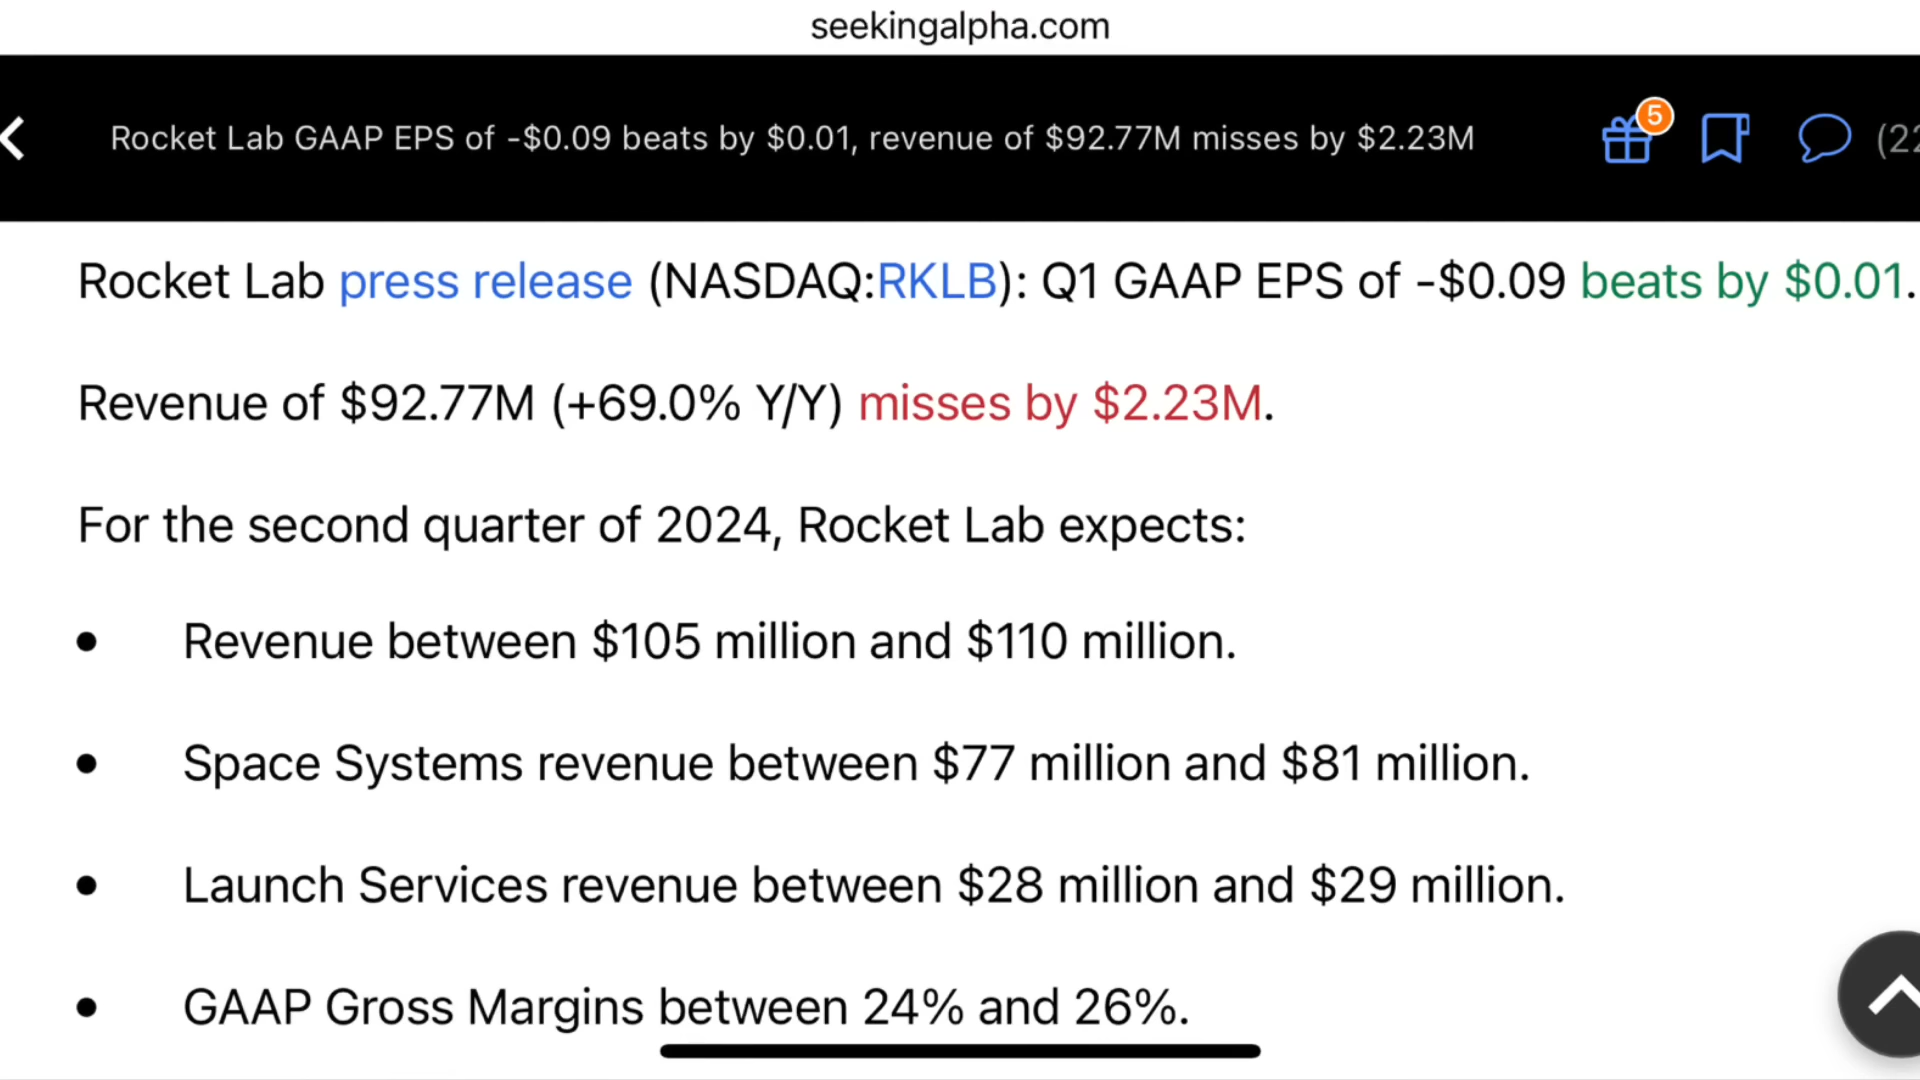 seekingalpha.com
Rocket Lab GAAP EPS of -$0.09 beats by $0.01, revenue of $92.77M misses by $2.23M
5
(22
Rocket Lab press release (NASDAQ:RKLB): Q1 GAAP EPS of -$0.09 beats by $0.01.
Revenue of $92.77M (+69.0% Y/Y) misses by $2.23M.
For the second quarter of 2024, Rocket Lab expects:
• Revenue between $105 million and $110 million.
• Space Systems revenue between $77 million and $81 million.
• Launch Services revenue between $28 million and $29 million.
• GAAP Gross Margins between 24% and 26%.